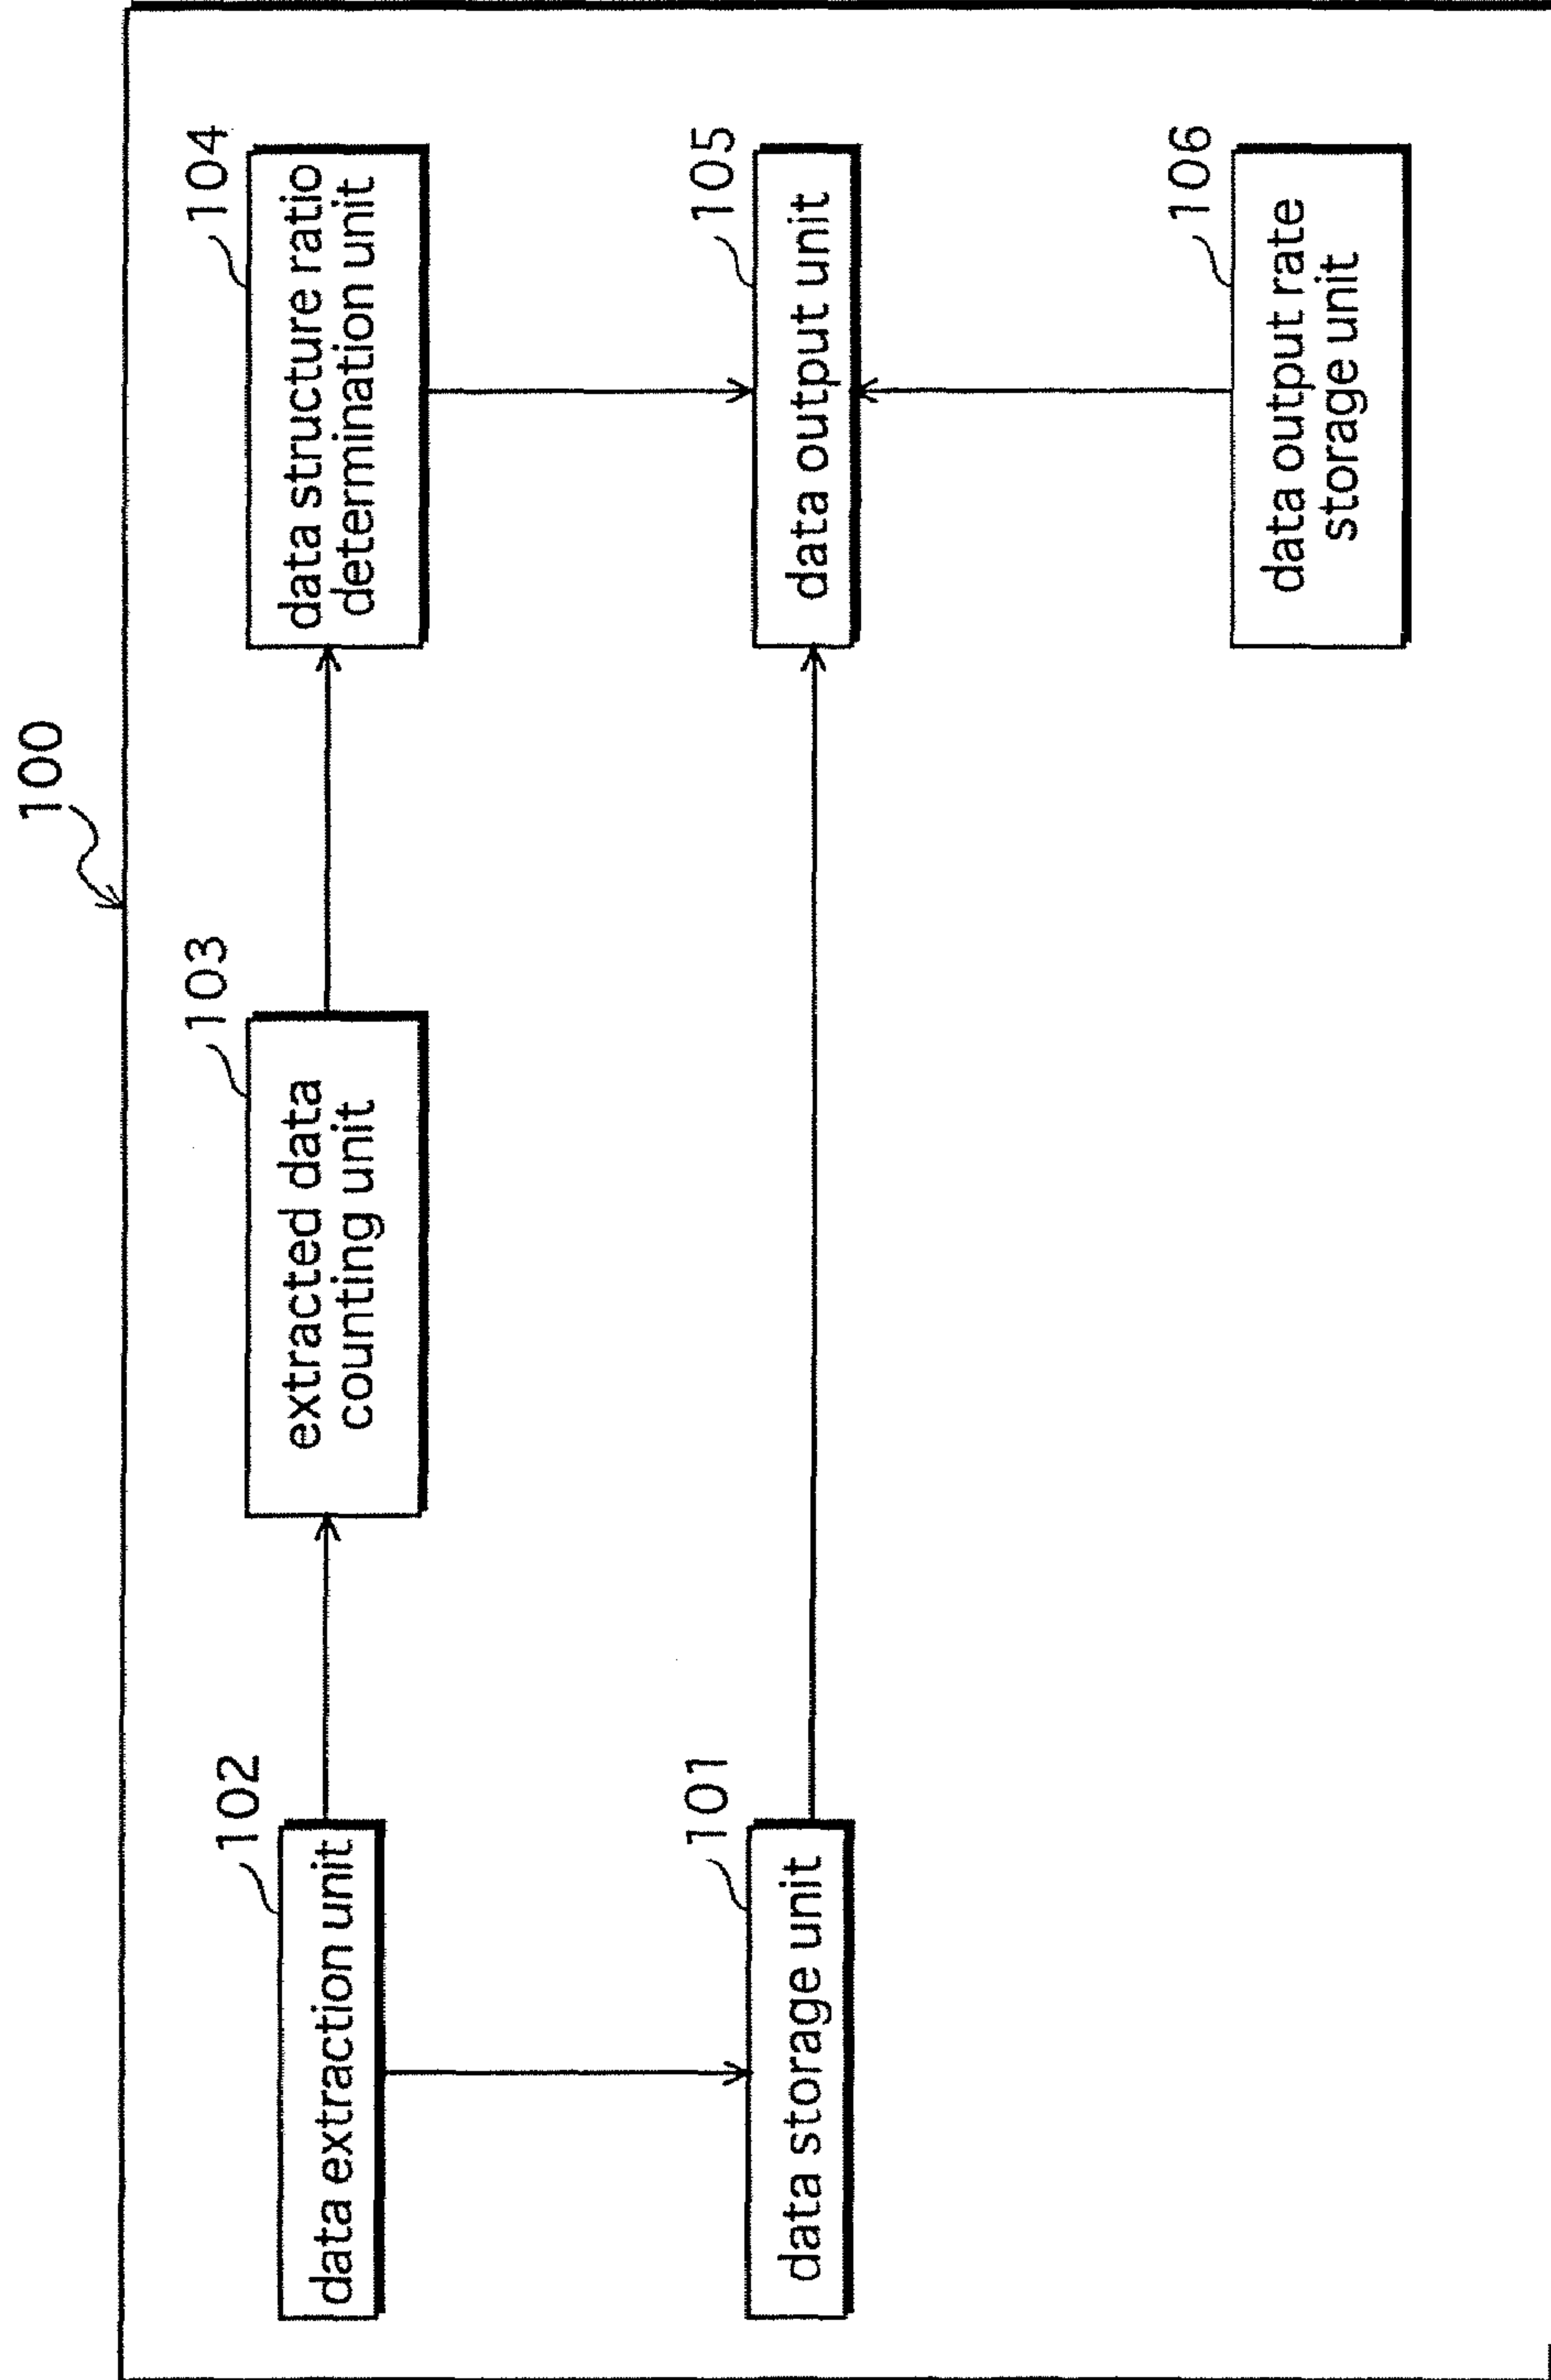 100
102
data extraction unit
103
extracted data
counting unit
104
data structure ratio
determination unit
101
data storage unit
105
data output unit
106
data output rate
storage unit